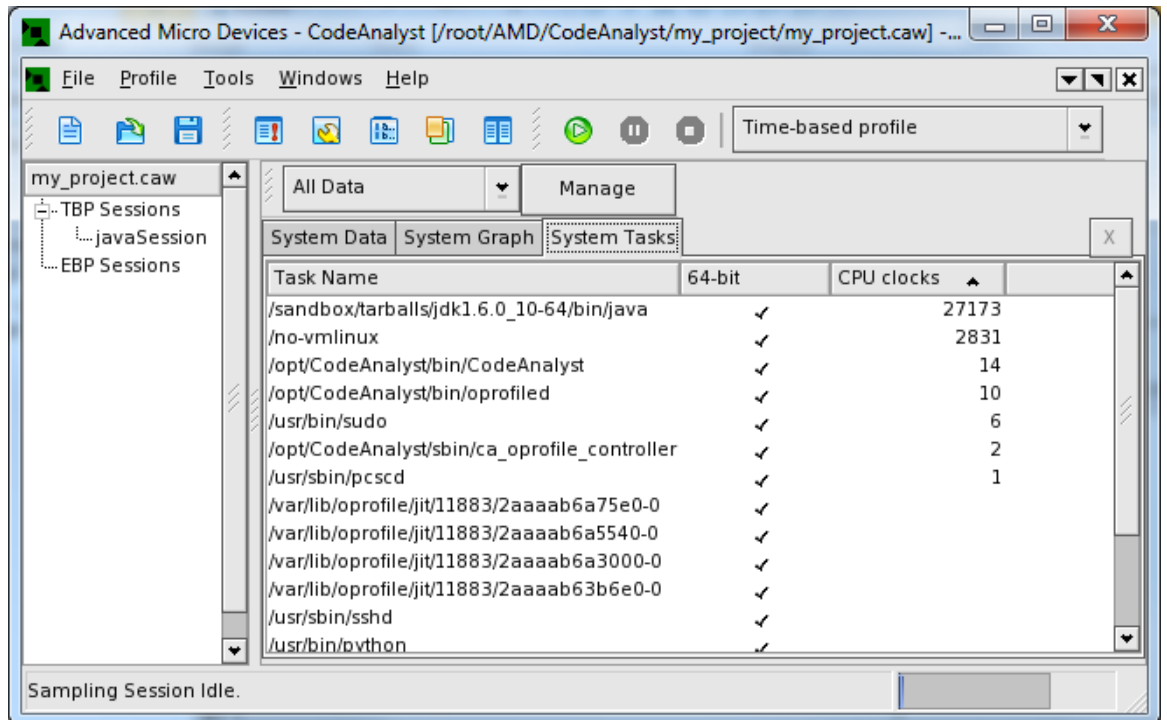 Advanced Micro Devices - CodeAnalyst [/root/AMD/CodeAnalyst/my_project/my_project.caw] -...
File Profile Tools Windows Help
Time-based profile
my_project.caw
TBP Sessions
javaSession
EBP Sessions
All Data Manage
System Data System Graph System Tasks X
Task Name 64-bit CPU clocks
/sandbox/tarballs/jdk1.6.0_10-64/bin/java 27173
/no-vmlinux 2831
/opt/CodeAnalyst/bin/CodeAnalyst 14
/opt/CodeAnalyst/bin/oprofiled 10
/usr/bin/sudo 6
/opt/CodeAnalyst/sbin/ca_oprofile_controller 2
/usr/sbin/pcscd 1
/var/lib/oprofile/jit/11883/2aaaab6a75e0-0
/var/lib/oprofile/jit/11883/2aaaab6a5540-0
/var/lib/oprofile/jit/11883/2aaaab6a3000-0
/var/lib/oprofile/jit/11883/2aaaab63b6e0-0
/usr/sbin/sshd
/usr/bin/python
Sampling Session Idle.